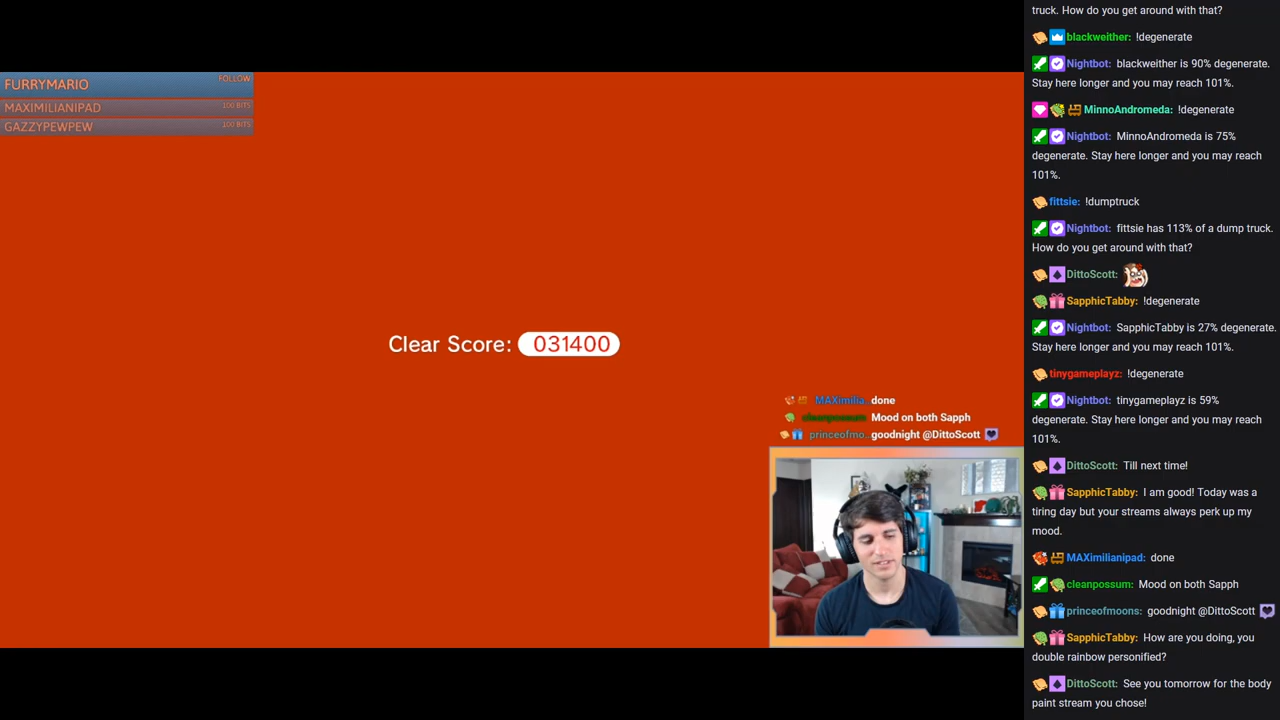 FURRYMARIO FOLLOW
MAXIMILIANIPAD 100 BITS
GAZZYPEWPEW 100 BITS
Clear Score: 031400
MAXimilia. done
cleanpossum Mood on both Sapph
princeofmo. goodnight @DittoScott
truck. How do you get around with that?
blackweither: !degenerate
Nightbot: blackweither is 90% degenerate.
Stay here longer and you may reach
101%.
MinnoAndromeda: !degenerate
Nightbot: MinnoAndromeda is 75%
degenerate. Stay here longer and you may reach
101%.
fittsie: !dumptruck
Nightbot: fittsie has 113% of a dump truck.
How do you get around with that?
DittoScott:
SapphicTabby: !degenerate
Nightbot: SapphicTabby is 27% degenerate.
Stay here longer and you may reach 101%.
tinygameplayz: !degenerate
Nightbot: tinygameplayz is 59%
degenerate. Stay here longer and you may reach
101%.
DittoScott: Till next time!
SapphicTabby: I am good! Today was a
tiring day but your streams always perk up my
mood.
MAXimilianipad: done
cleanpossum: Mood on both Sapph
princeofmoons: goodnight @DittoScott
SapphicTabby: How are you doing, you
double rainbow personified?
DittoScott: See you tomorrow for the body
paint stream you chose!